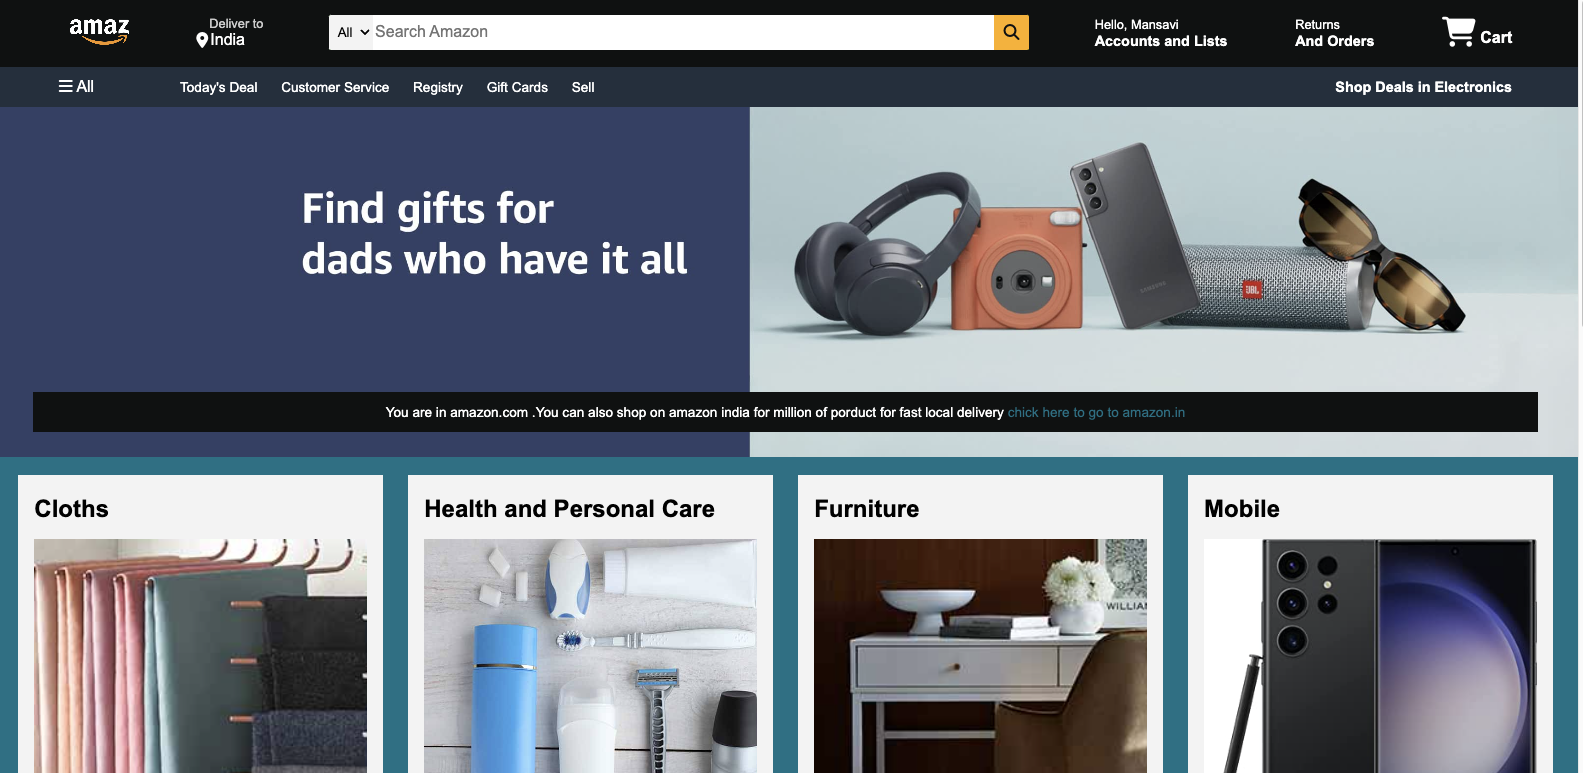 amaz
Deliver to
India
All
Search Amazon
Hello, Mansavi
Accounts and Lists
Returns
And Orders
Cart
All
Today's Deal
Customer Service
Registry
Gift Cards
Sell
Shop Deals in Electronics
Find gifts for
dads who have it all
SAMSUNG
JBL
You are in amazon.com .You can also shop on amazon india for million of porduct for fast local delivery chick here to go to amazon.in
Cloths
Health and Personal Care
Furniture
Mobile
WILLIAM